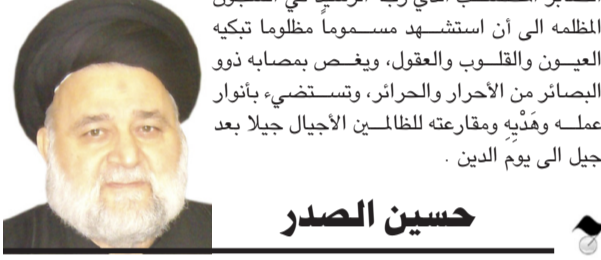 المظلمه الى أن استشهد مسموماً مظلوما تبكيه
العيون والقلوب والعقول، ويغص بمصابه ذوو
البصائر من الأحرار والحرائر، وتستضيء بأنوار
عمله وهَدْيِهِ ومقارعته للظالمين الأجيال جيلا بعد
جيل الى يوم الدين .
حسين الصدر